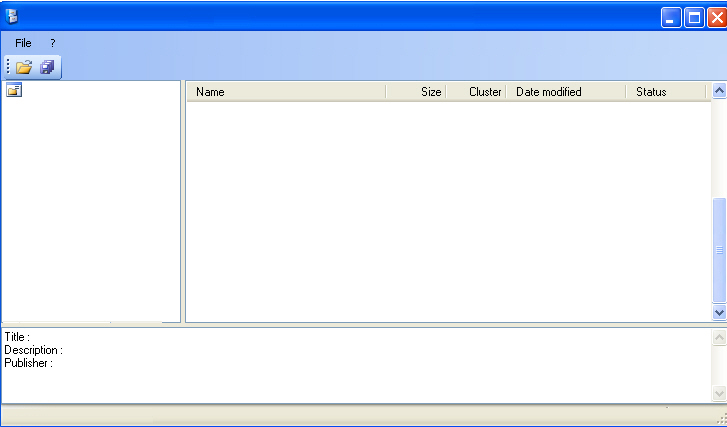 File ?
Name Size Cluster Date modified Status
Title :
Description :
Publisher :